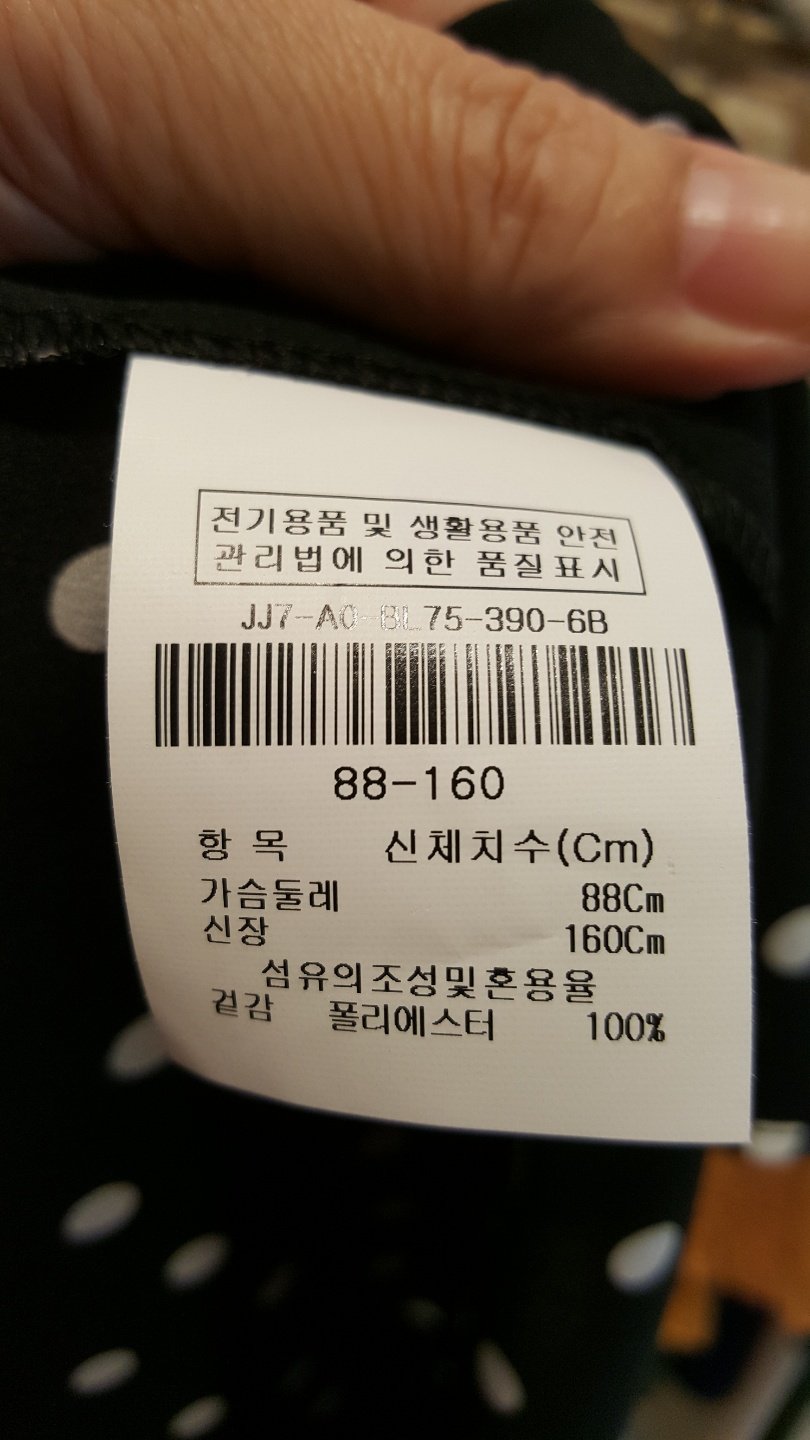 전기용품 및 생활용품 안전
관리법에 의한 품질표시
JJ7-A0-BL75-390-6B
88-160
항 목 신체치수(Cm)
가슴둘레 88Cm
신장 160Cm
섬유의조성및혼용율
겉감 폴리에스터 100%